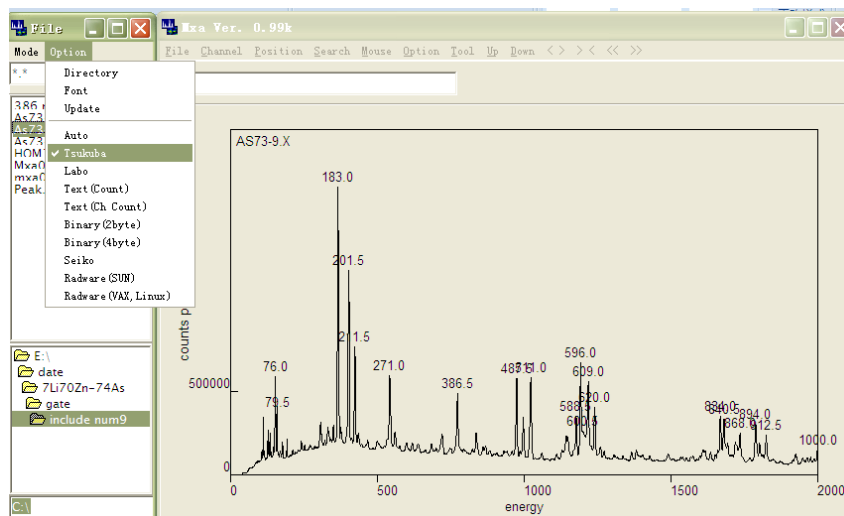 File
Mxa Ver. 0.99k
Mode Option
File Channel Position Search Mouse Option Tool Up Down < > > < << >>
*.*
Directory
Font
Update
Auto
Tsukuba
Labo
Text(Count)
Text(Ch Count)
Binary(2byte)
Binary(4byte)
Seiko
Radware(SUN)
Radware(VAX,Linux)
386
As73
As73
As73
HOM
Mxa0
mxa0
Peak.
E:\
date
7Li70Zn-74As
gate
include num9
C:\
AS73-9.X
183.0
201.5
211.5
76.0
79.5
271.0
386.5
596.0
609.0
620.0
588.5
894.0
912.5
868.0
1000.0
counts p
500000
0
0 500 1000 1500 2000
energy